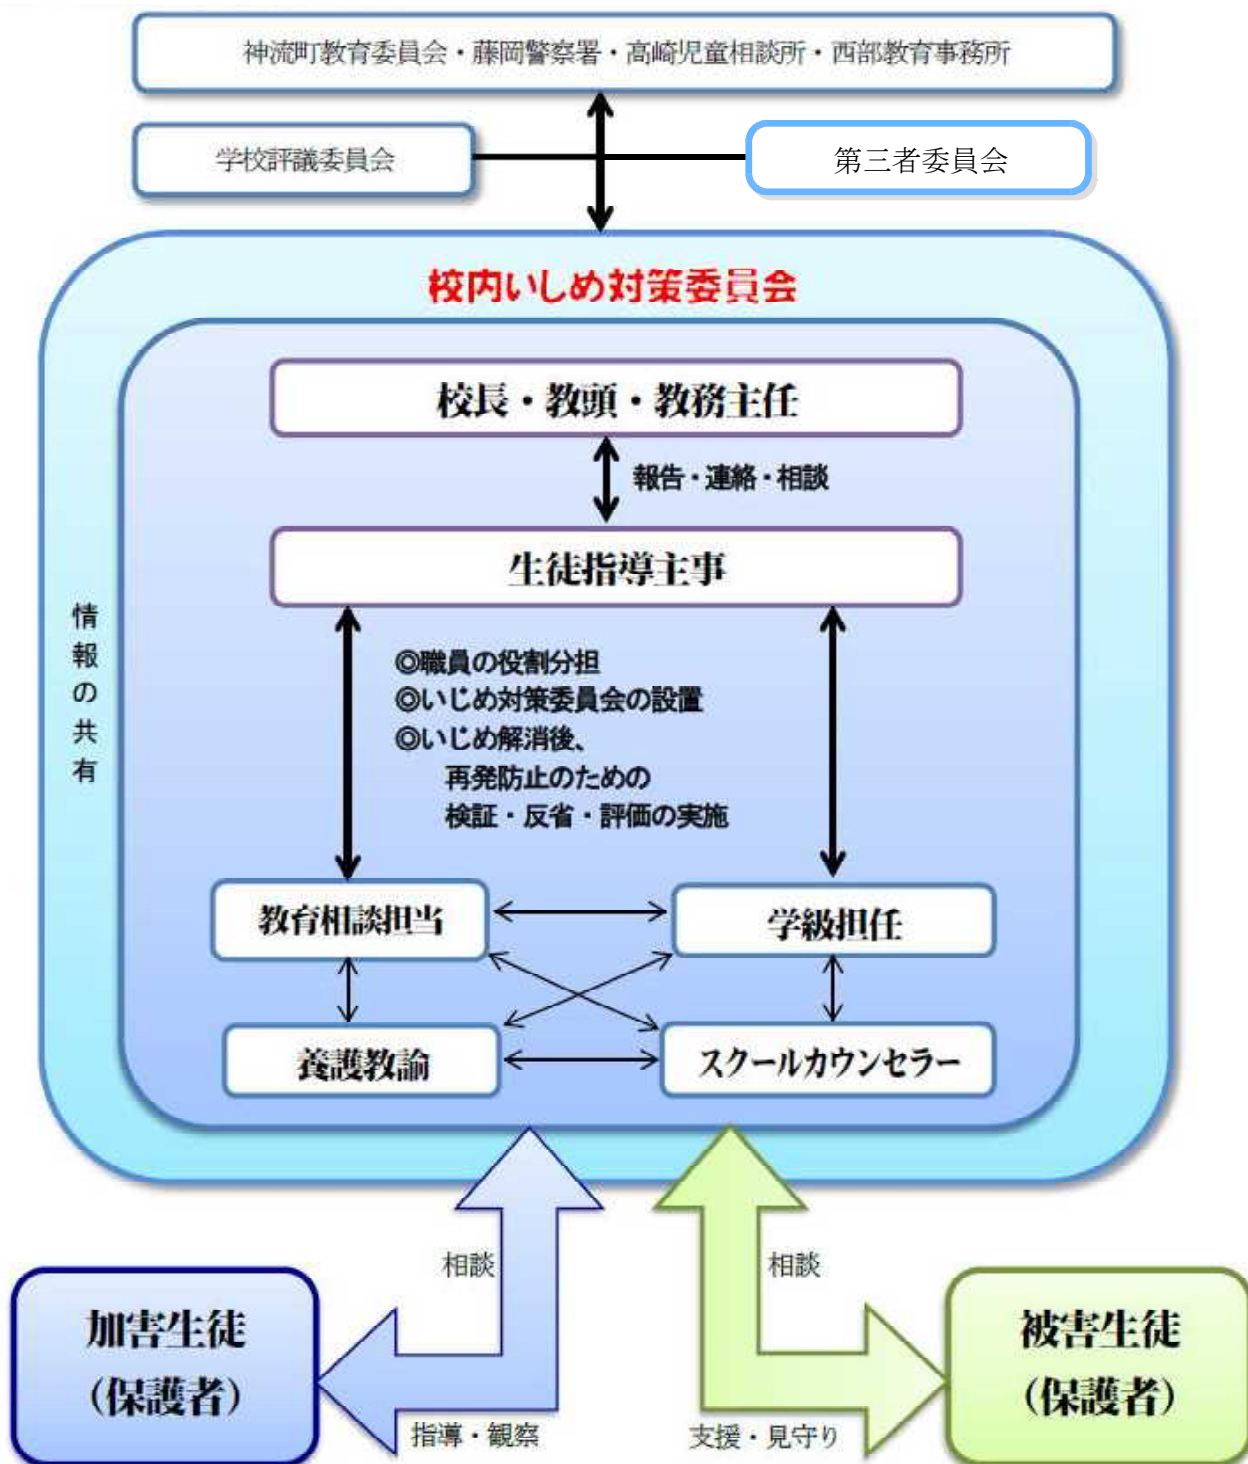 神流町教育委員会・藤岡警察署・高崎児童相談所・西部教育事務所
学校評議委員会
第三者委員会
校内いしめ対策委員会
校長・教頭・教務主任
報告・連絡・相談
生徒指導主事
情報の共有
◎職員の役割分担
◎いじめ対策委員会の設置
◎いじめ解消後、
再発防止のための
検証・反省・評価の実施
教育相談担当
学級担任
養護教諭
スクールカウンセラー
相談
相談
加害生徒
（保護者）
被害生徒
（保護者）
指導・観察
支援・見守り